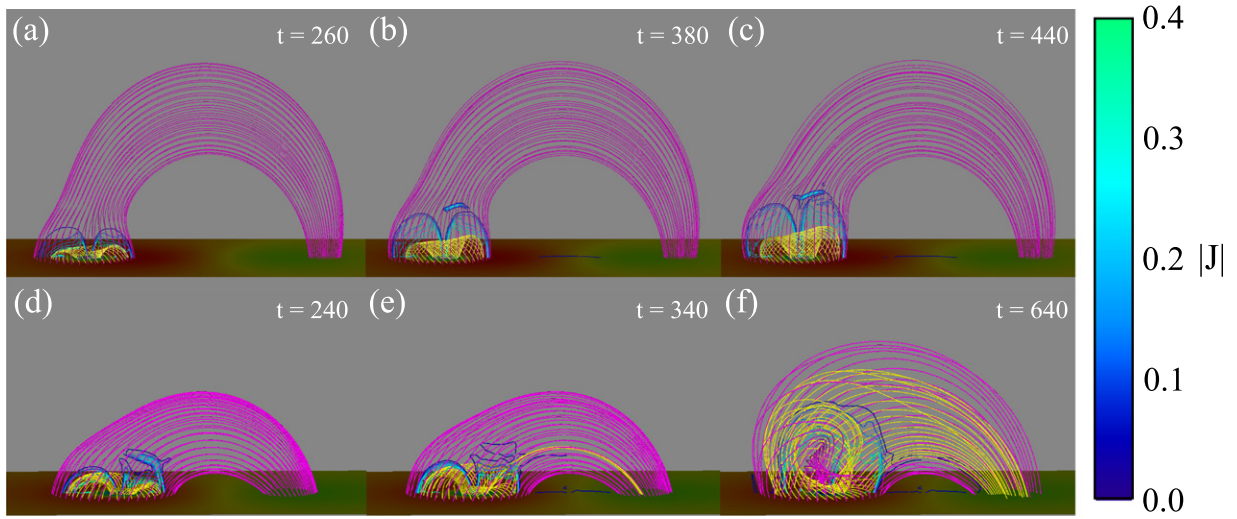 (a) t = 260
(b) t = 380
(c) t = 440
(d) t = 240
(e) t = 340
(f) t = 640
0.4
0.3
0.2 |J|
0.1
0.0